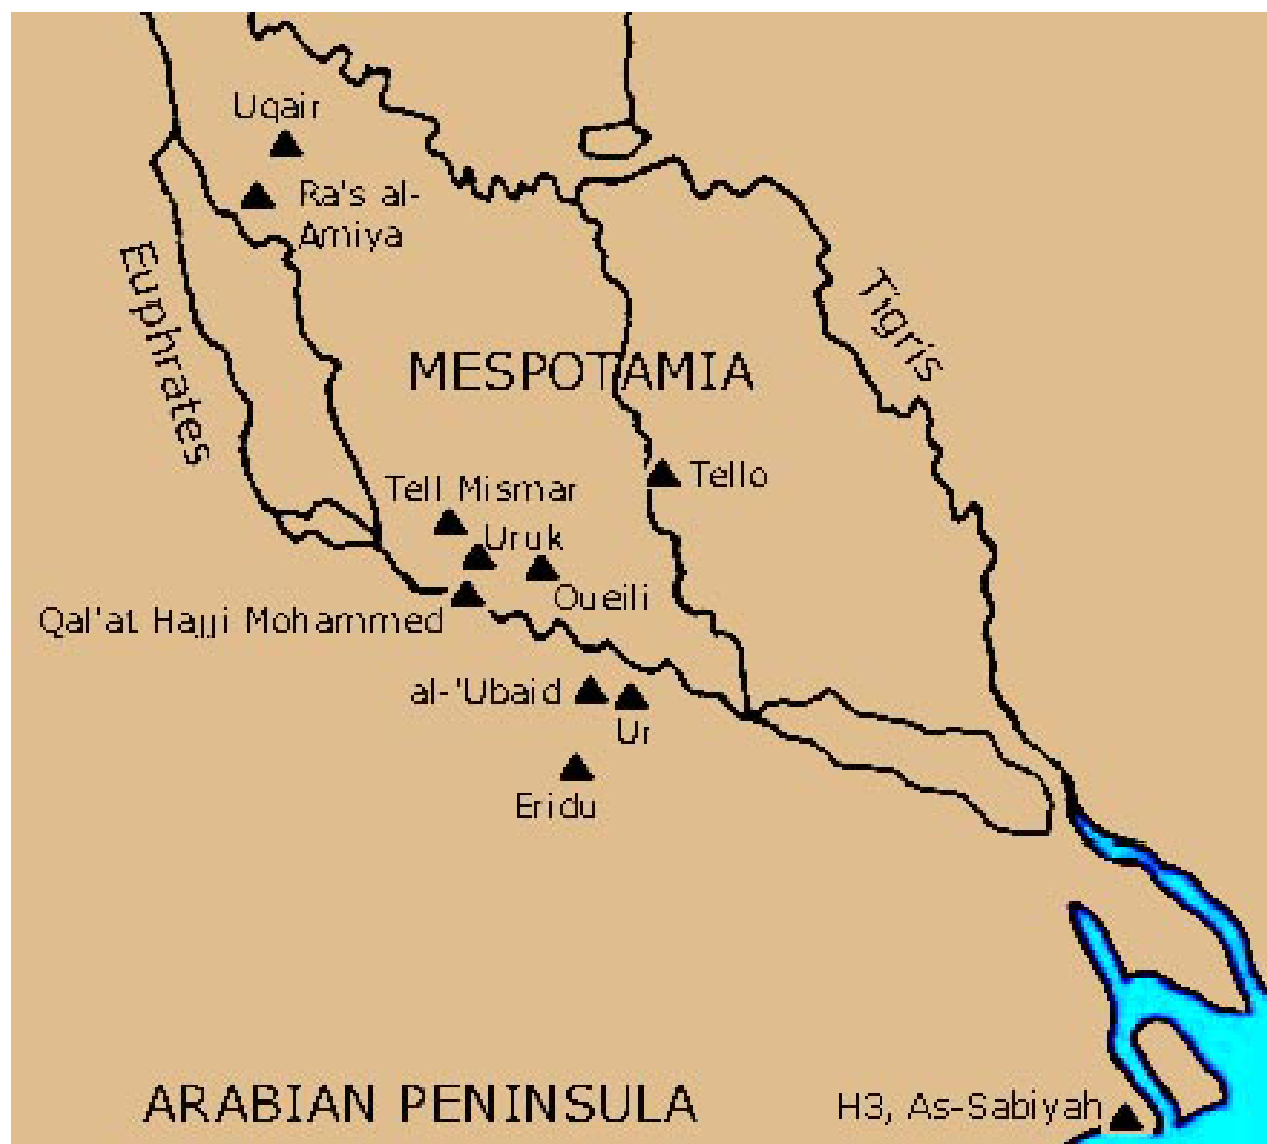 Uqair
Ra's al-
Amiya
Euphrates
Tigris
MESPOTAMIA
Tello
Tell Mismar
Uruk
Oueili
Qal'at Hajji Mohammed
al-'Ubaid
Ur
Eridu
ARABIAN PENINSULA
H3, As-Sabiyah